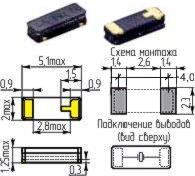 5,1max
1,5
0,9
0,9
2max
2,8max
1,25max
0,3
Схема монтажа
1,4
2,6
1,4
4,0
2,3
Подключение выводов
(вид сверху)